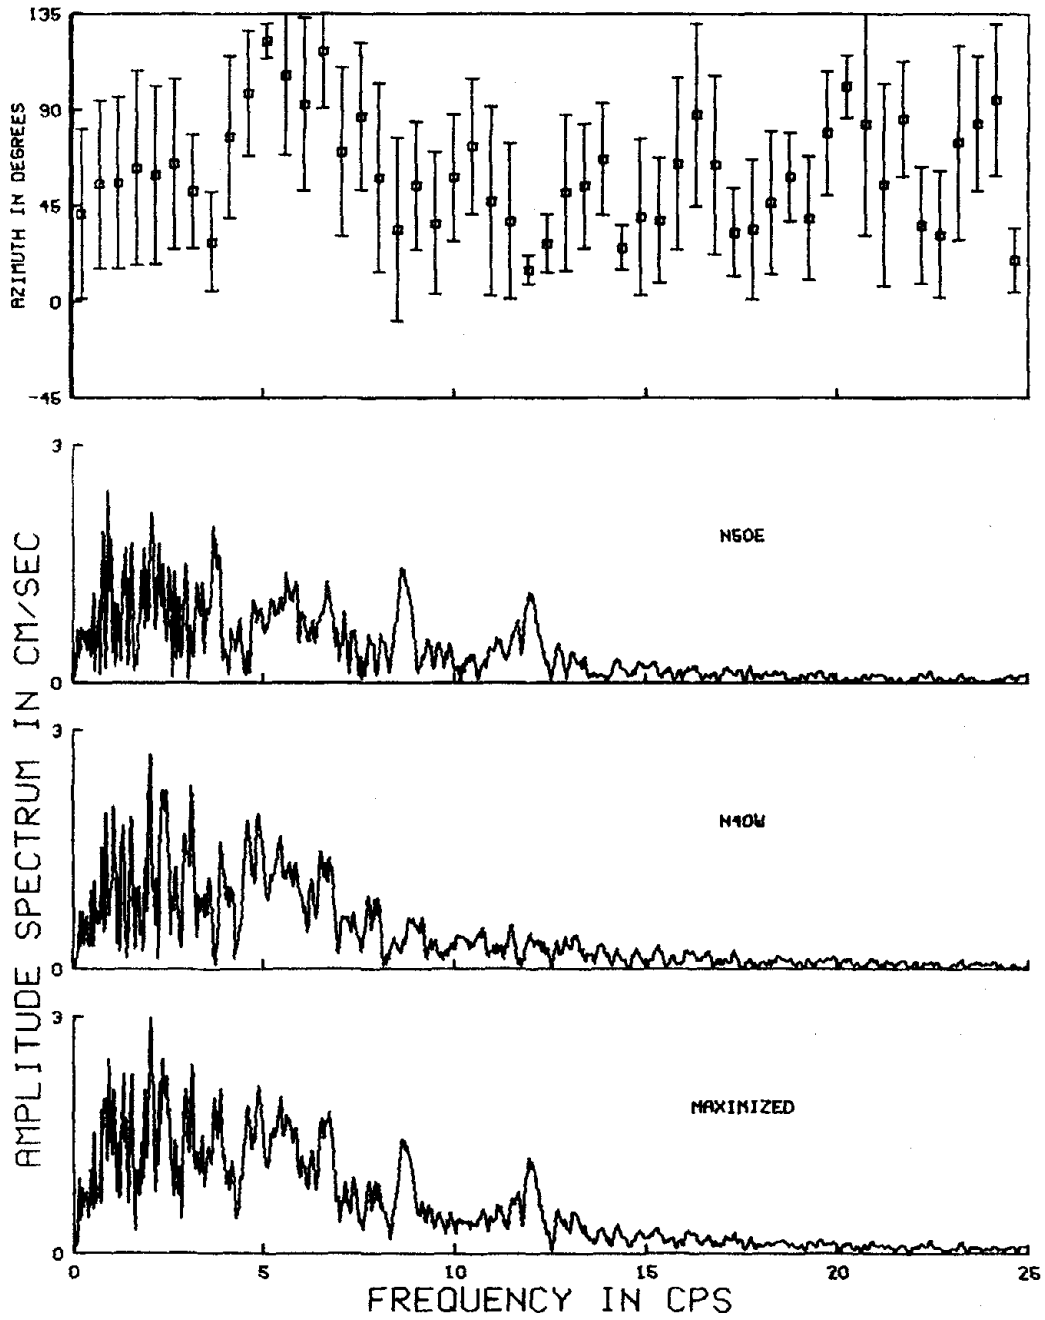 135
90
45
0
-45
AZIMUTH IN DEGREES
3
0
N50E
3
0
N40W
3
0
MAXIMIZED
AMPLITUDE SPECTRUM IN CM/SEC
0 5 10 15 20 25
FREQUENCY IN CPS